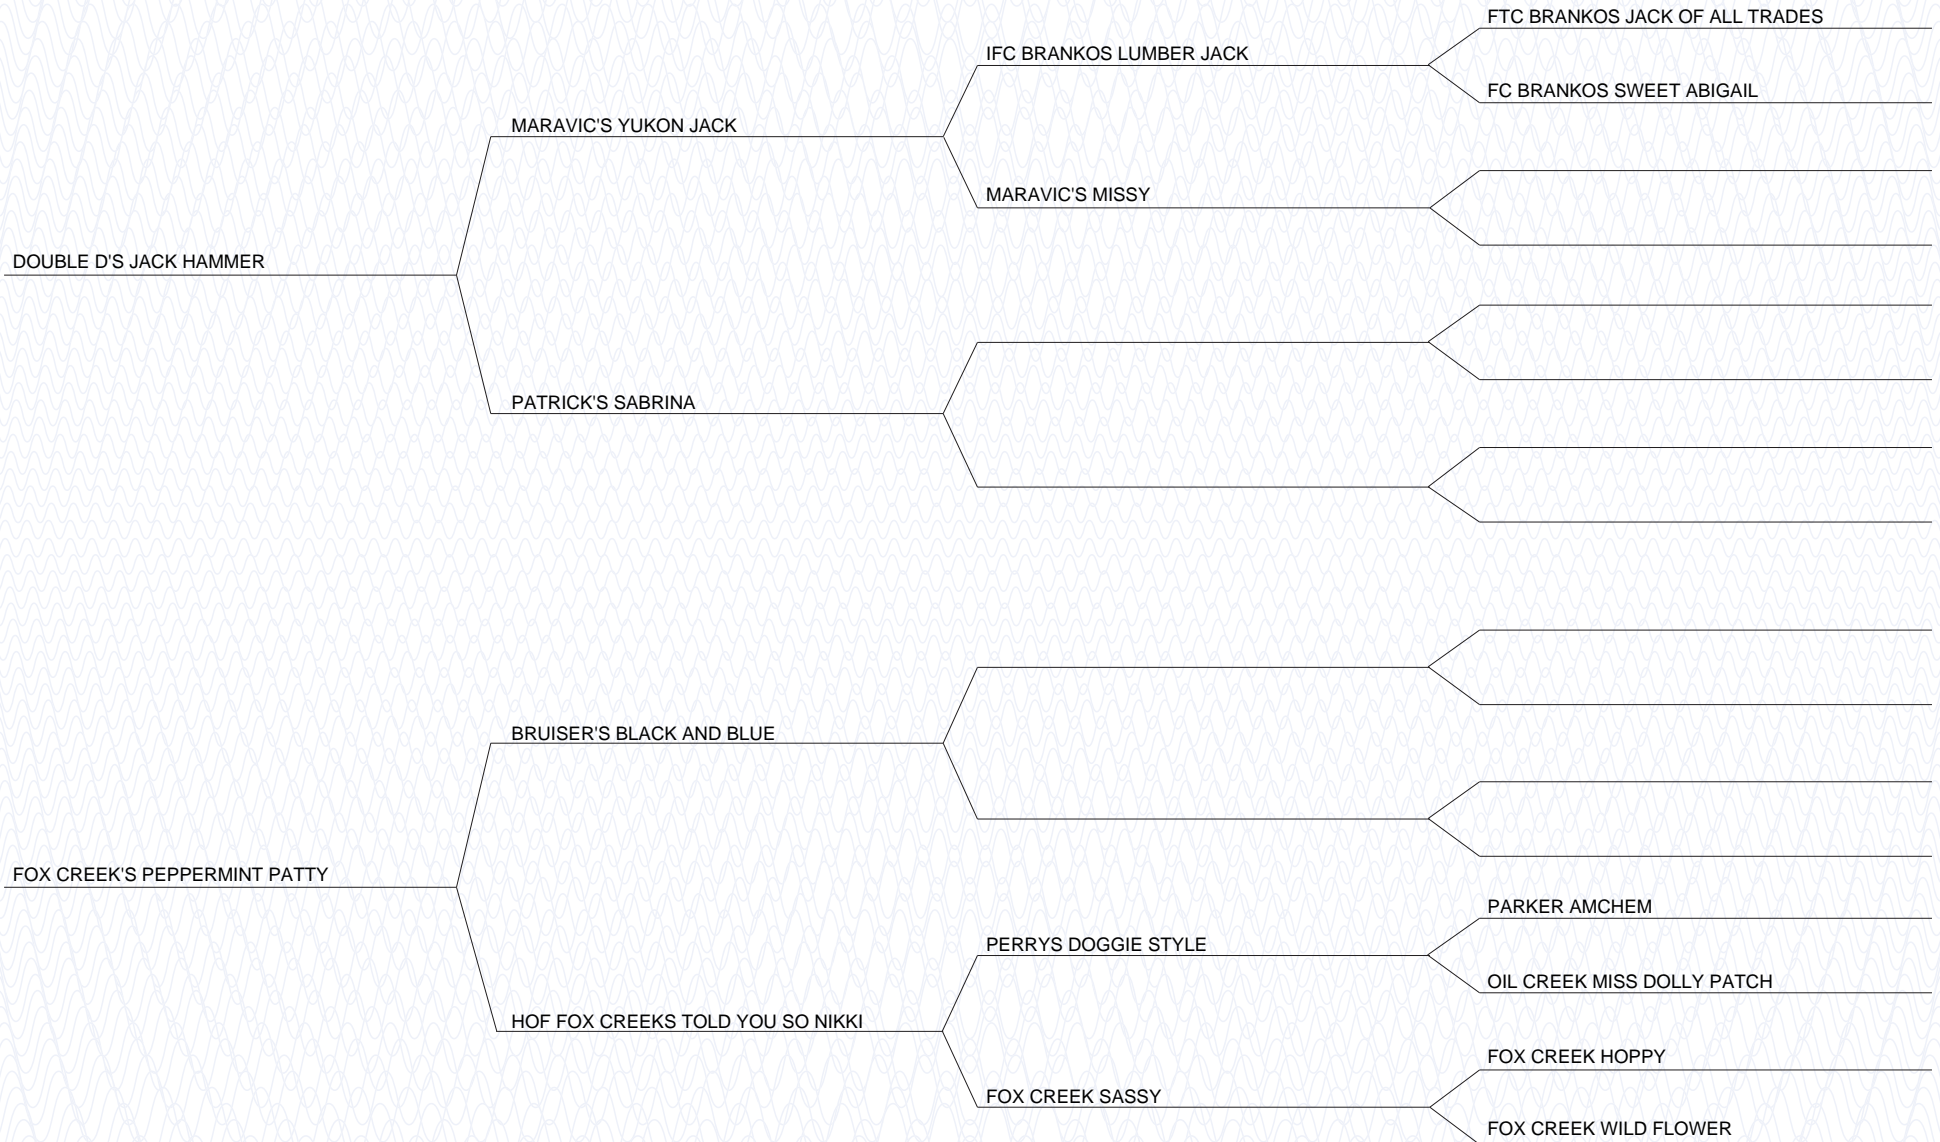 FTC BRANKOS JACK OF ALL TRADES
IFC BRANKOS LUMBER JACK
FC BRANKOS SWEET ABIGAIL
MARAVIC'S YUKON JACK
MARAVIC'S MISSY
DOUBLE D'S JACK HAMMER
PATRICK'S SABRINA
BRUISER'S BLACK AND BLUE
FOX CREEK'S PEPPERMINT PATTY
PARKER AMCHEM
PERRYS DOGGIE STYLE
OIL CREEK MISS DOLLY PATCH
HOF FOX CREEKS TOLD YOU SO NIKKI
FOX CREEK HOPPY
FOX CREEK SASSY
FOX CREEK WILD FLOWER